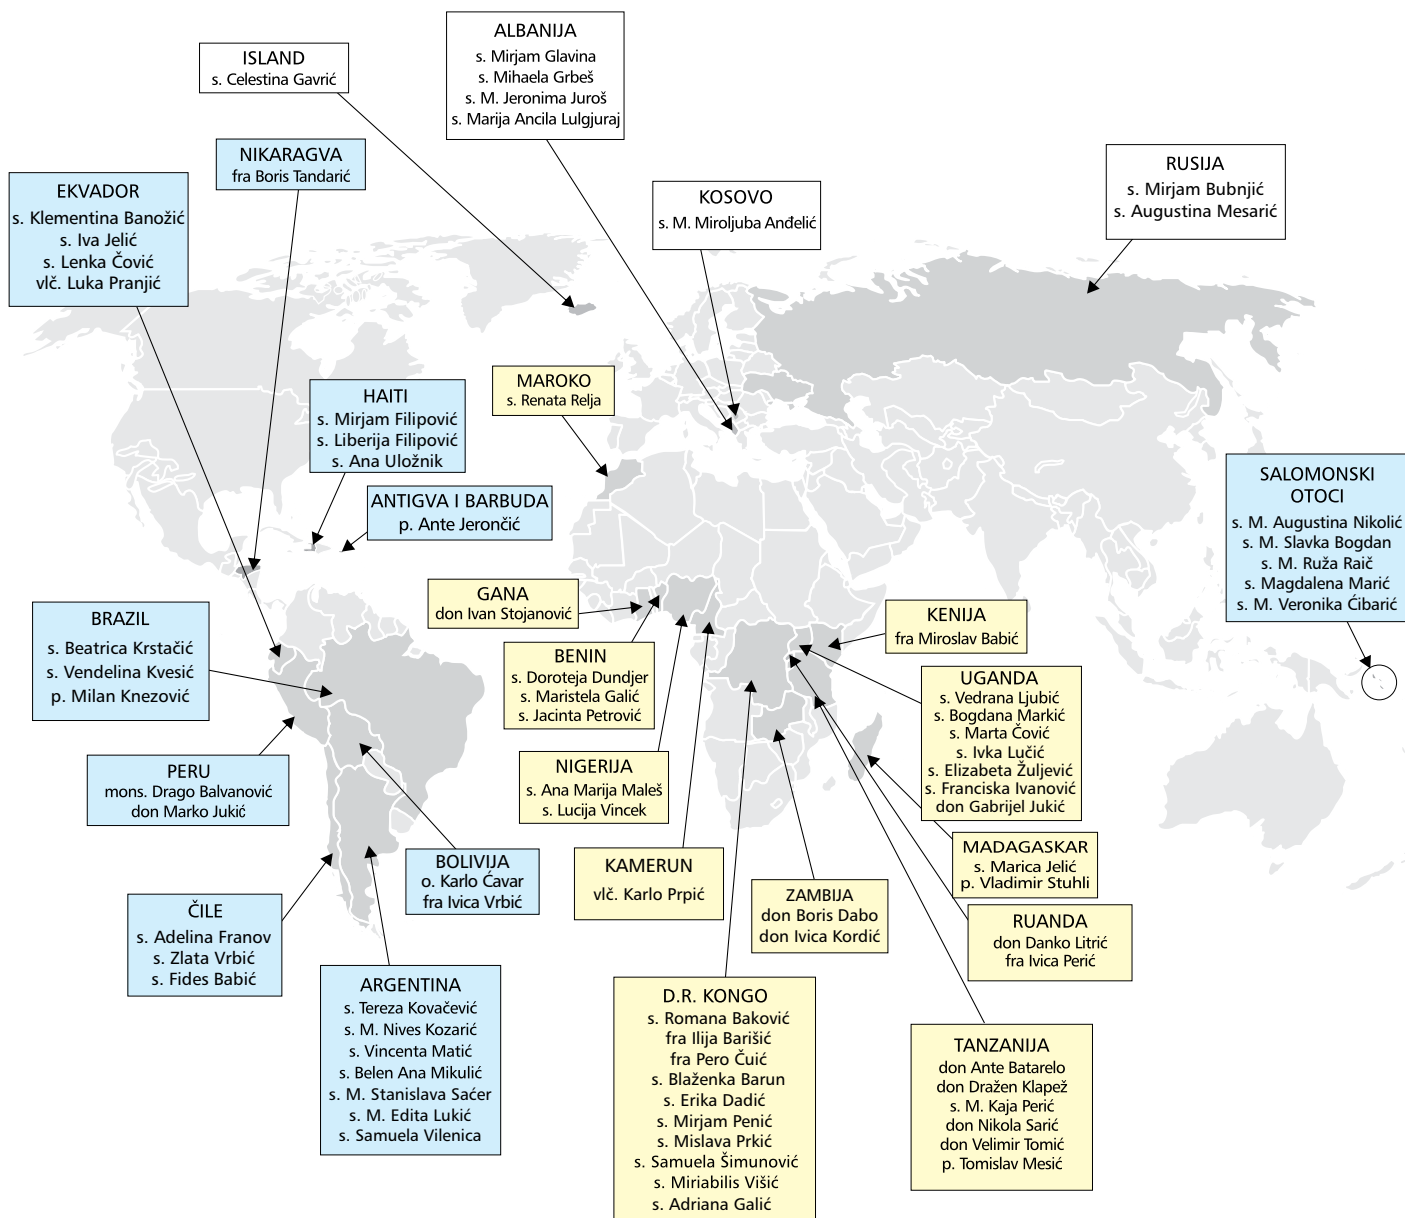 ISLAND
s. Celestina Gavrić
ALBANIJA
s. Mirjam Glavina
s. Mihaela Grbeš
s. M. Jeronima Juroš
s. Marija Ancila Lulgjuraj
NIKARAGVA
fra Boris Tandarić
EKVADOR
s. Klementina Banožić
s. Iva Jelić
s. Lenka Čović
vlč. Luka Pranjić
KOSOVO
s. M. Miroljuba Anđelić
RUSIJA
s. Mirjam Bubnjić
s. Augustina Mesarić
HAITI
s. Mirjam Filipović
s. Liberija Filipović
s. Ana Uložnik
MAROKO
s. Renata Relja
ANTIGVA I BARBUDA
p. Ante Jerončić
SALOMONSKI
OTOCI
s. M. Augustina Nikolić
s. M. Slavka Bogdan
s. M. Ruža Raič
s. Magdalena Marić
s. M. Veronika Ćibarić
GANA
don Ivan Stojanović
BRAZIL
s. Beatrica Krstačić
s. Vendelina Kvesić
p. Milan Knezović
KENIJA
fra Miroslav Babić
BENIN
s. Doroteja Dundjer
s. Maristela Galić
s. Jacinta Petrović
UGANDA
s. Vedrana Ljubić
s. Bogdana Markić
s. Marta Čović
s. Ivka Lučić
s. Elizabeta Žuljević
s. Franciska Ivanović
don Gabrijel Jukić
PERU
mons. Drago Balvanović
don Marko Jukić
NIGERIJA
s. Ana Marija Maleš
s. Lucija Vincek
MADAGASKAR
s. Marica Jelić
p. Vladimir Stuhli
BOLIVIJA
o. Karlo Ćavar
fra Ivica Vrbić
KAMERUN
vlč. Karlo Prpić
ZAMBIJA
don Boris Dabo
don Ivica Kordić
ČILE
s. Adelina Franov
s. Zlata Vrbić
s. Fides Babić
RUANDA
don Danko Litrić
fra Ivica Perić
ARGENTINA
s. Tereza Kovačević
s. M. Nives Kozarić
s. Vincenta Matić
s. Belen Ana Mikulić
s. M. Stanislava Saćer
s. M. Edita Lukić
s. Samuela Vilenica
D.R. KONGO
s. Romana Baković
fra Ilija Barišić
fra Pero Čuić
s. Blaženka Barun
s. Erika Dadić
s. Mirjam Penić
s. Mislava Prkić
s. Samuela Šimunović
s. Miriabilis Višić
s. Adriana Galić
TANZANIJA
don Ante Batarelo
don Dražen Klapež
s. M. Kaja Perić
don Nikola Sarić
don Velimir Tomić
p. Tomislav Mesić